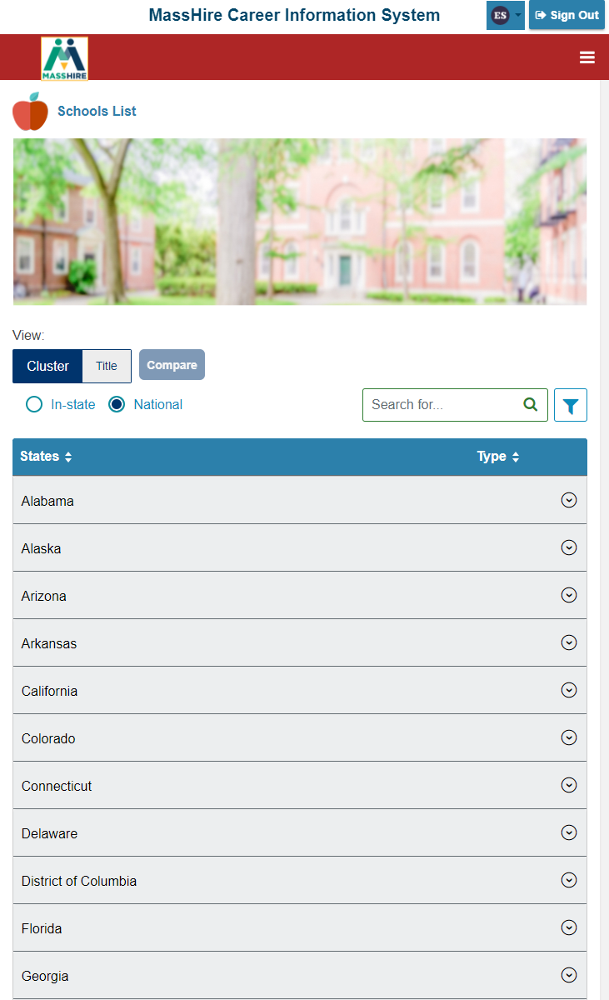 MassHire Career Information System
ES
Sign Out
MASSHIRE
Schools List
View:
Cluster
Title
Compare
In-state
National
Search for...
States
Type
Alabama
Alaska
Arizona
Arkansas
California
Colorado
Connecticut
Delaware
District of Columbia
Florida
Georgia